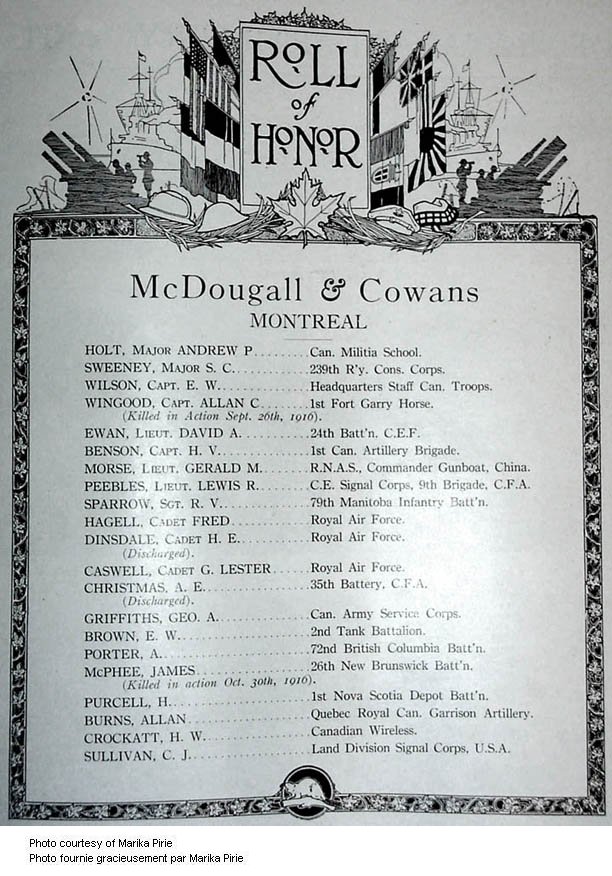 ROLL
of
HONOR
McDougall & Cowans
MONTREAL
HOLT, MAJOR ANDREW P........Can. Militia School.
SWEENEY, MAJOR S. C..........239th R'y. Cons. Corps.
WILSON, CAPT. E. W............Headquarters Staff Can. Troops.
WINGOOD, CAPT. ALLAN C.......1st Fort Garry Horse.
(Killed in Action Sept. 26th, 1916).
EWAN, LIEUT. DAVID A..........24th Batt'n. C.E.F.
BENSON, CAPT. H. V.............1st Can. Artillery Brigade.
MORSE, LIEUT. GERALD M.......R.N.A.S., Commander Gunboat, China.
PEEBLES, LIEUT. LEWIS R.......C.E. Signal Corps, 9th Brigade, C.F.A.
SPARROW, SGT. R. V.............79th Manitoba Infantry Batt'n.
HAGELL, CADET FRED............Royal Air Force.
DINSDALE, CADET H. E..........Royal Air Force.
(Discharged).
CASWELL, CADET G. LESTER......Royal Air Force.
CHRISTMAS, A. E................35th Battery, C.F.A.
(Discharged).
GRIFFITHS, GEO. A..............Can. Army Service Corps.
BROWN, E. W...................2nd Tank Battalion.
PORTER, A......................72nd British Columbia Batt'n.
McPHEE, JAMES.................26th New Brunswick Batt'n.
(Killed in action Oct. 30th, 1916).
PURCELL, H.....................1st Nova Scotia Depot Batt'n.
BURNS, ALLAN..................Quebec Royal Can. Garrison Artillery.
CROCKATT, H. W................Canadian Wireless.
SULLIVAN, C. J..................Land Division Signal Corps, U.S.A.
Photo courtesy of Marika Pirie
Photo fournie gracieusement par Marika Pirie